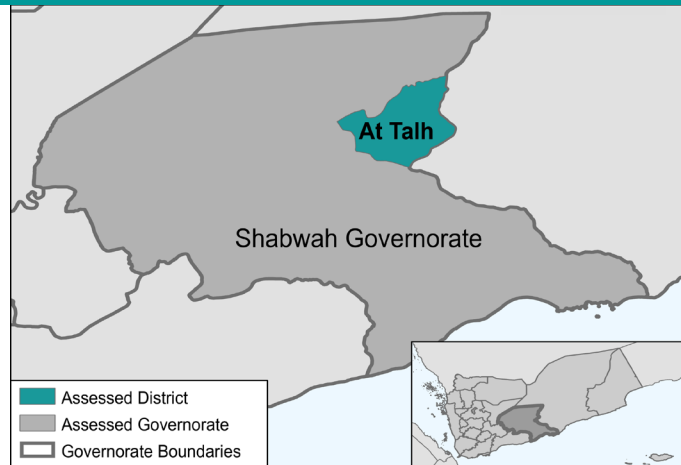 At Talh
Shabwah Governorate
Assessed District
Assessed Governorate
Governorate Boundaries